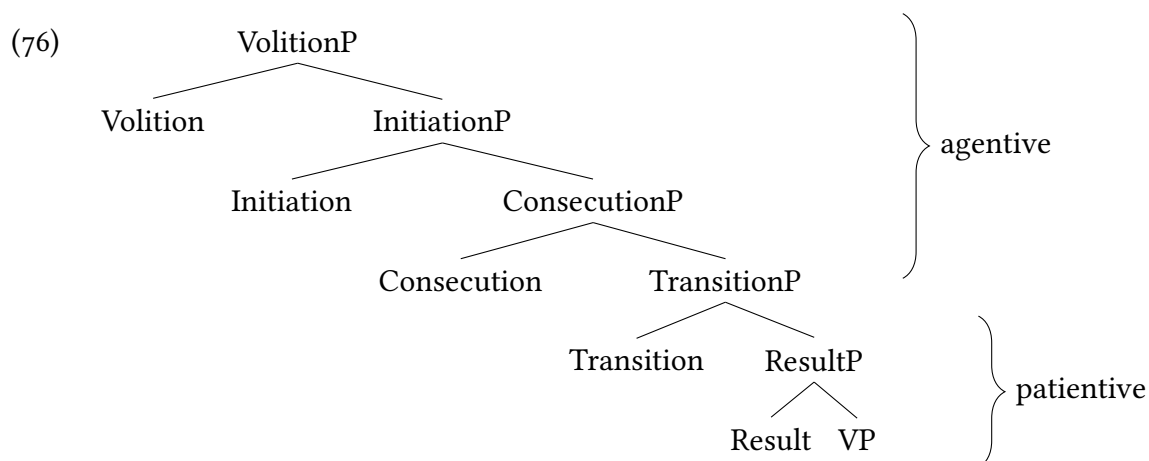 (76) VolitionP
Volition InitiationP
agentive
Initiation ConsecutionP
Consecution TransitionP
Transition ResultP
patientive
Result VP